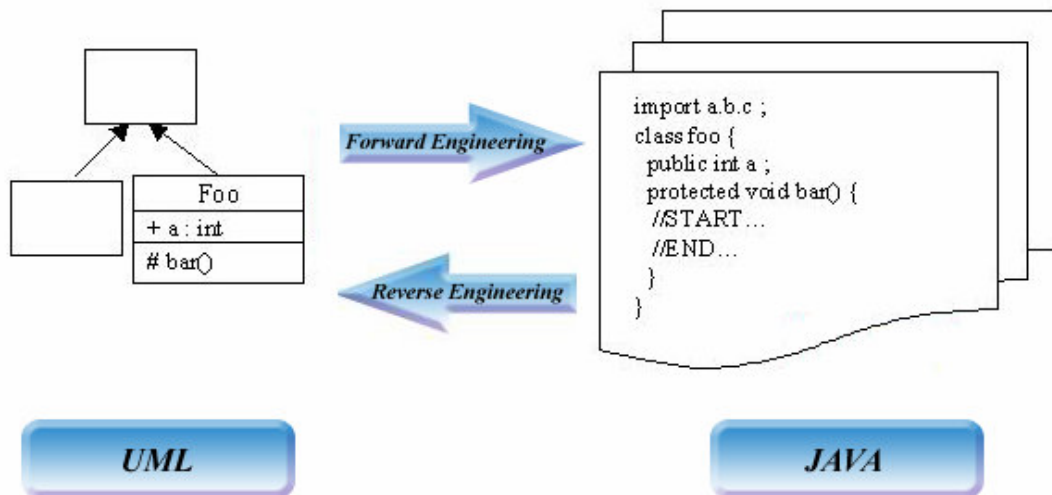 Foo
+ a : int
# bar()
Forward Engineering
Reverse Engineering
import a.b.c ;
class foo {
public int a ;
protected void bar() {
//START...
//END...
}
}
UML
JAVA